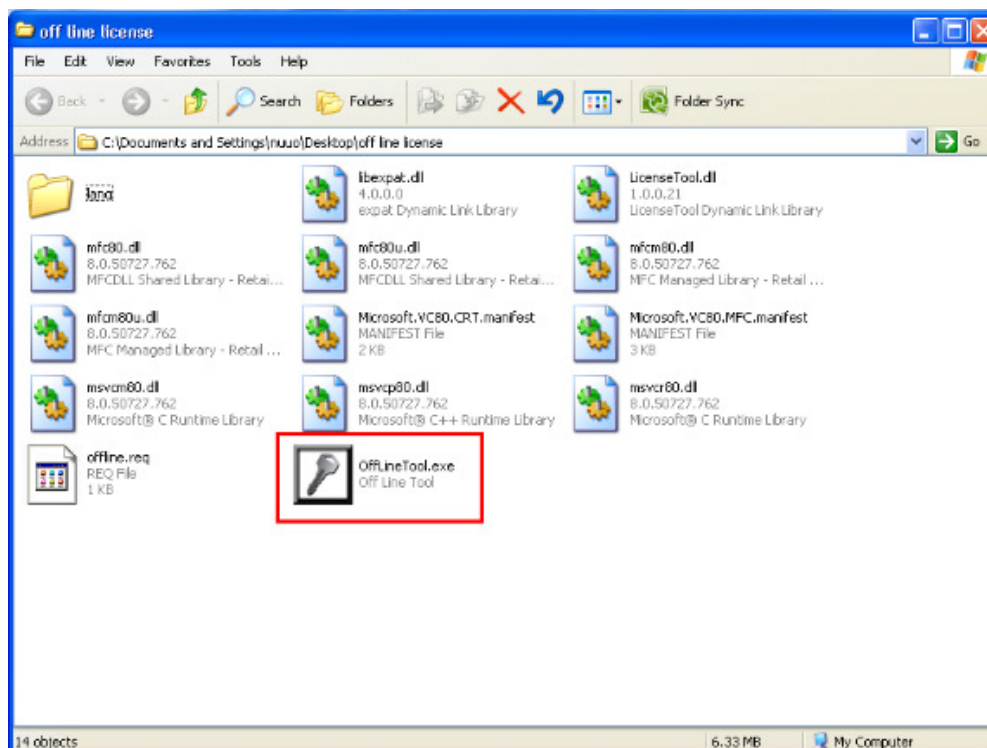 off line license
File Edit View Favorites Tools Help
Back Search Folders Folder Sync
Address C:\Documents and Settings\nuuo\Desktop\off line license Go
lang
libexpat.dll
4.0.0.0
expat Dynamic Link Library
LicenseTool.dll
1.0.0.21
LicenseTool Dynamic Link Library
mfc80.dll
8.0.50727.762
MFCDLL Shared Library - Retai...
mfc80u.dll
8.0.50727.762
MFCDLL Shared Library - Retai...
mfcm80.dll
8.0.50727.762
MFC Managed Library - Retail ...
mfcm80u.dll
8.0.50727.762
MFC Managed Library - Retail ...
Microsoft.VC80.CRT.manifest
MANIFEST File
2 KB
Microsoft.VC80.MFC.manifest
MANIFEST File
3 KB
msvcm80.dll
8.0.50727.762
Microsoft® C Runtime Library
msvcp80.dll
8.0.50727.762
Microsoft® C++ Runtime Library
msvcr80.dll
8.0.50727.762
Microsoft® C Runtime Library
offline.req
REQ File
1 KB
OffLineTool.exe
Off Line Tool
14 objects 6.33 MB My Computer